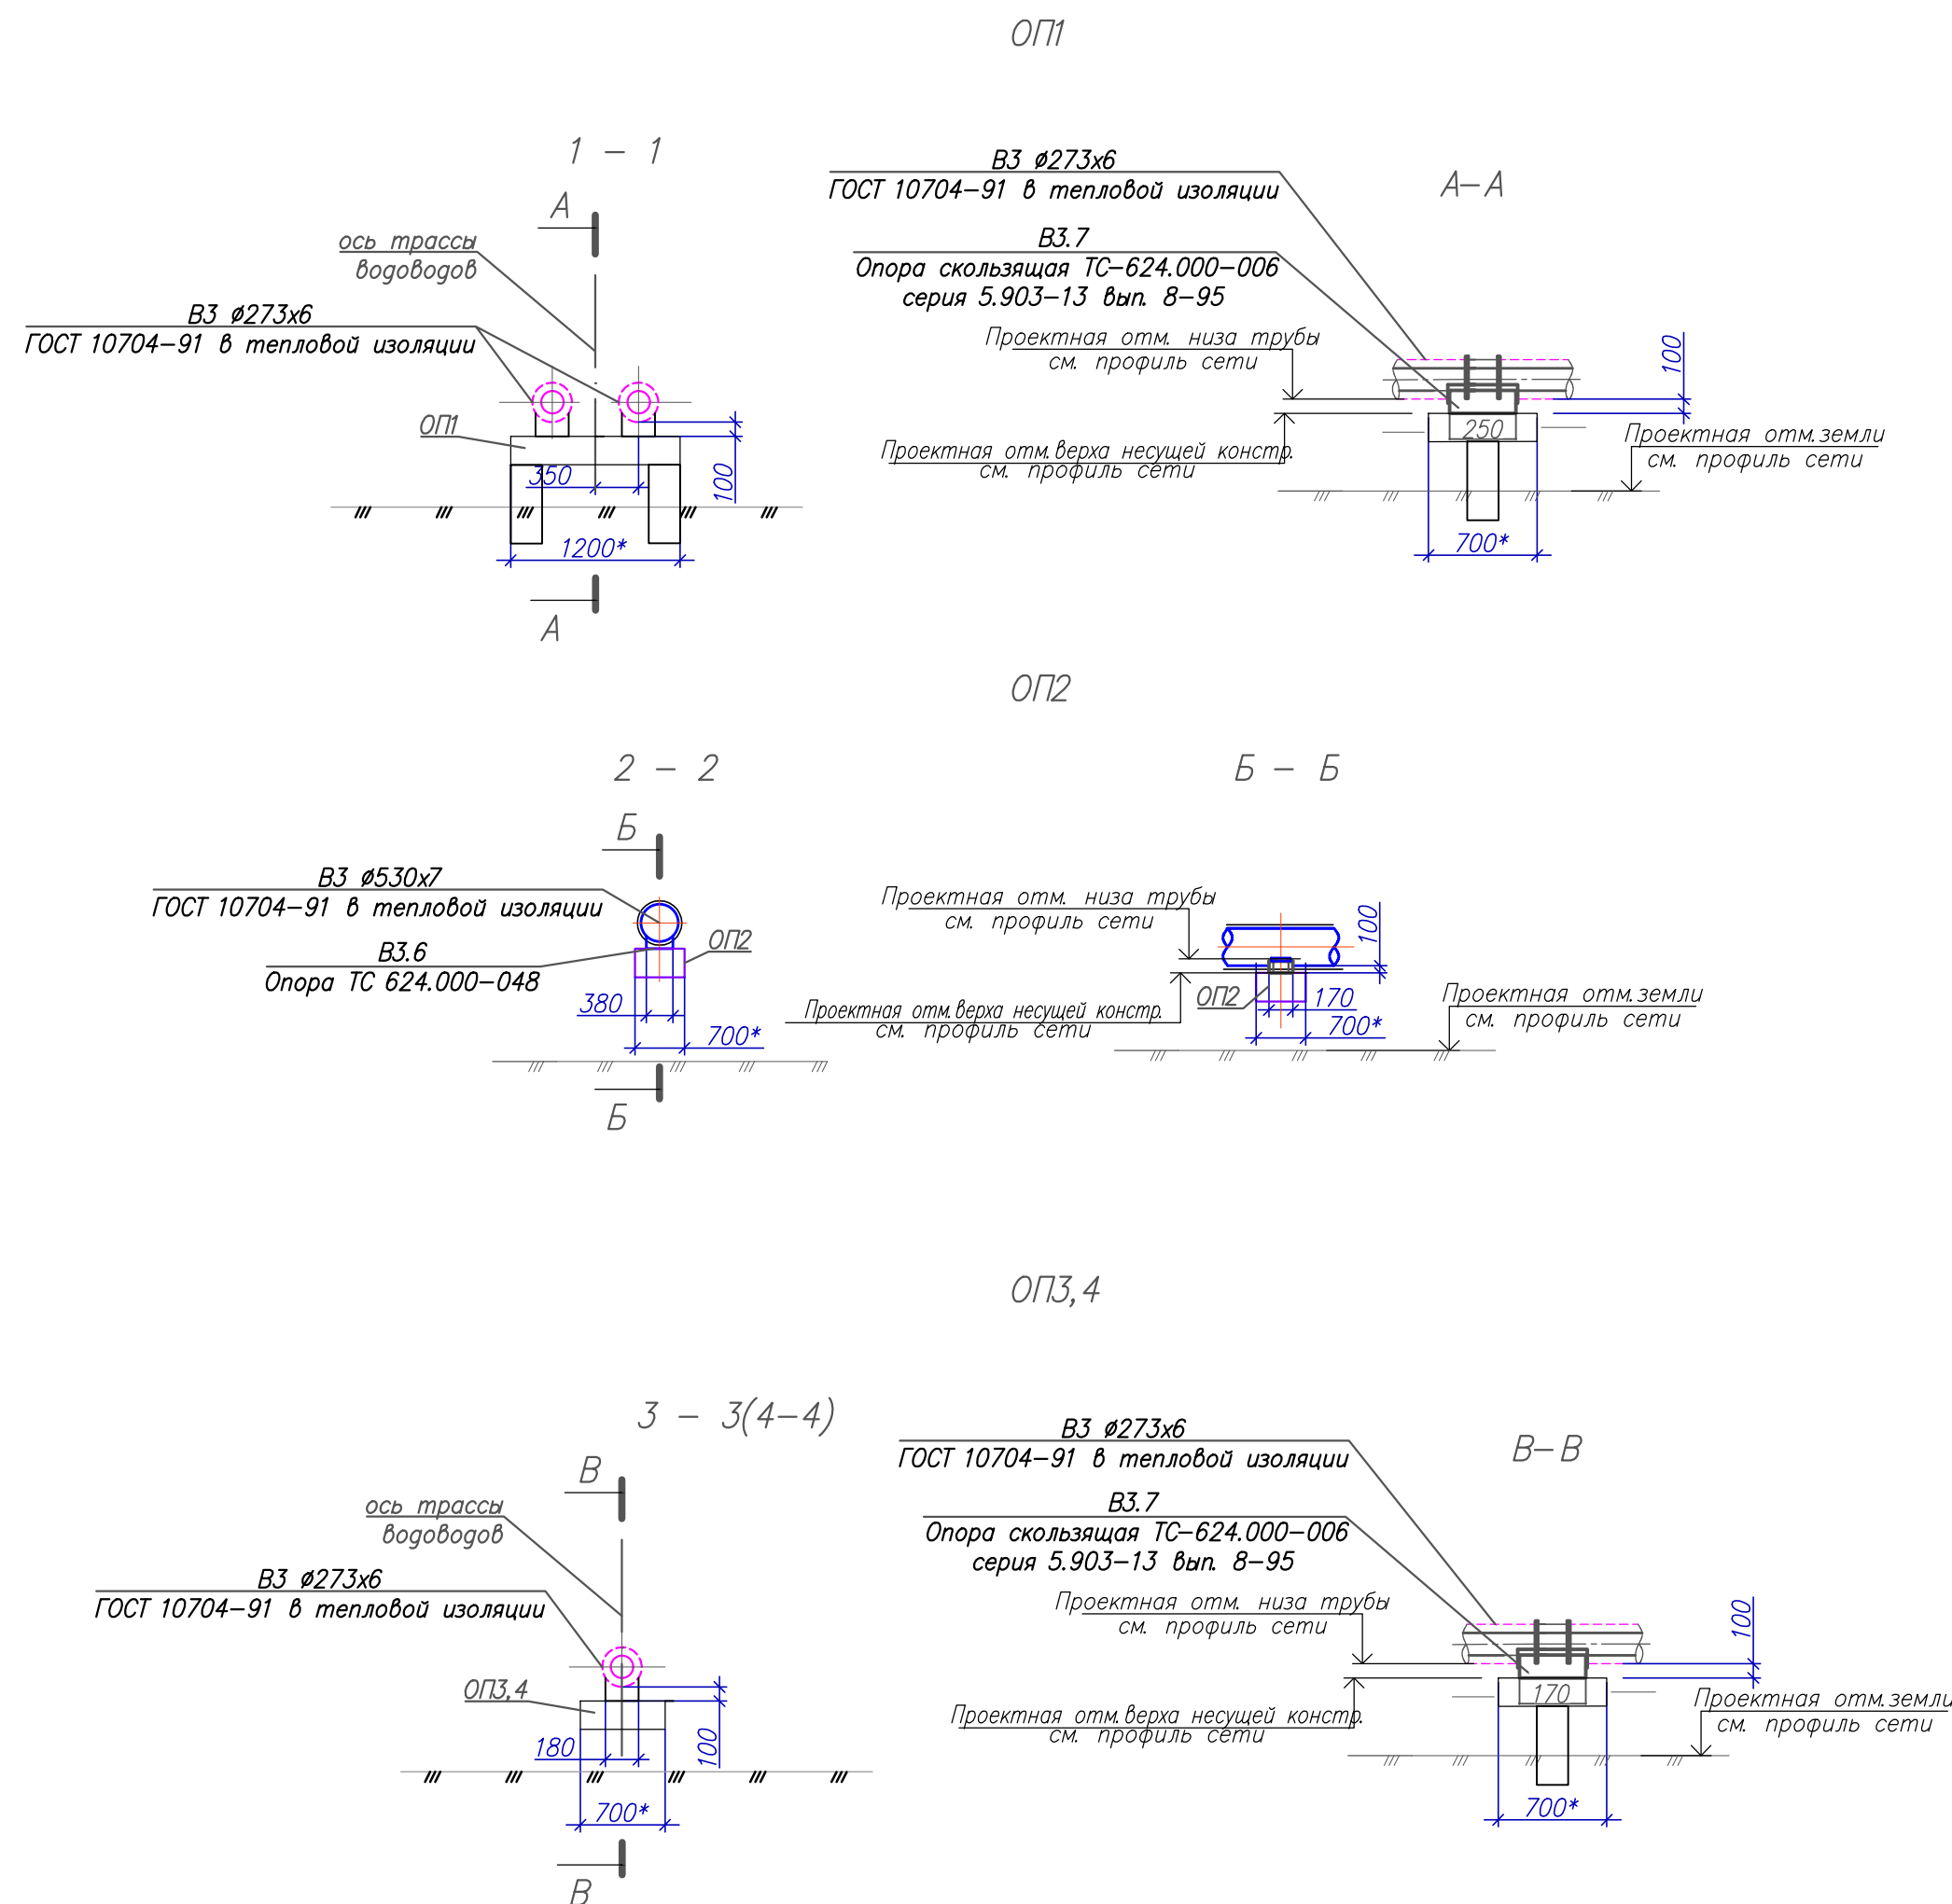 ОП1
1 - 1
А
ось трассы
водоводов
В3 ø273х6
ГОСТ 10704-91 в тепловой изоляции
ОП1
350
100
1200*
А
А-А
В3 ø273х6
ГОСТ 10704-91 в тепловой изоляции
В3.7
Опора скользящая ТС-624.000-006
серия 5.903-13 вып. 8-95
Проектная отм. низа трубы
см. профиль сети
100
250
Проектная отм.верха несущей констр.
см. профиль сети
Проектная отм.земли
см. профиль сети
700*
ОП2
2 - 2
Б
В3 ø530х7
ГОСТ 10704-91 в тепловой изоляции
ОП2
В3.6
Опора ТС 624.000-048
380
700*
Б
Б - Б
Проектная отм. низа трубы
см. профиль сети
100
ОП2
170
Проектная отм.верха несущей констр.
см. профиль сети
Проектная отм.земли
см. профиль сети
700*
ОП3,4
3 - 3(4-4)
В
ось трассы
водоводов
В3 ø273х6
ГОСТ 10704-91 в тепловой изоляции
ОП3,4
180
100
700*
В
В-В
В3 ø273х6
ГОСТ 10704-91 в тепловой изоляции
В3.7
Опора скользящая ТС-624.000-006
серия 5.903-13 вып. 8-95
Проектная отм. низа трубы
см. профиль сети
100
170
Проектная отм.верха несущей констр.
см. профиль сети
Проектная отм.земли
см. профиль сети
700*